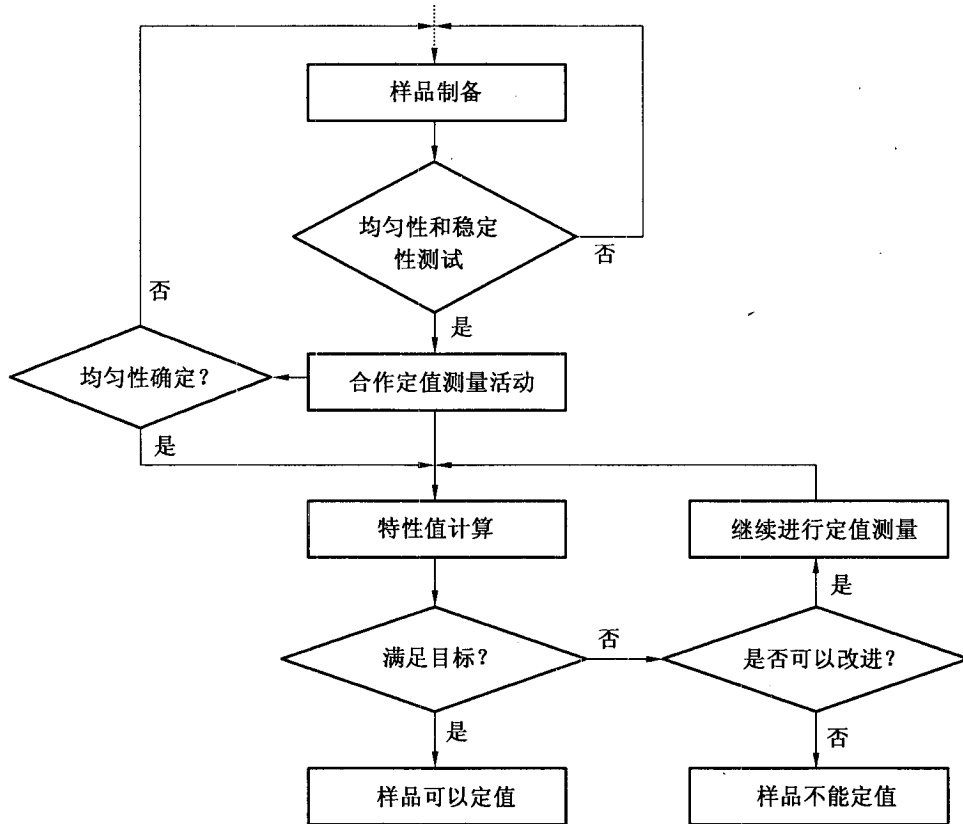 样品制备
均匀性和稳定
性测试
否
是
否
均匀性确定？
合作定值测量活动
是
特性值计算
继续进行定值测量
是
满足目标？
否
是否可以改进？
是
否
样品可以定值
样品不能定值